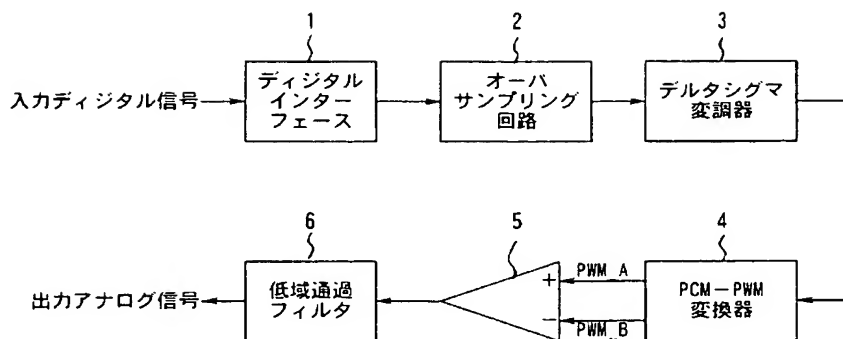 1
2
3
入力ディジタル信号
ディジタル
インター
フェース
オーバ
サンプリング
回路
デルタシグマ
変調器
6
5
4
出力アナログ信号
低域通過
フィルタ
+
−
PWM_A
PWM_B
PCM−PWM
変換器